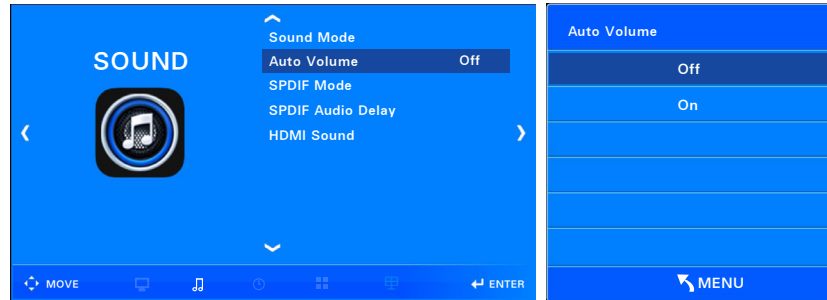 SOUND
Sound Mode
Auto Volume Off
SPDIF Mode
SPDIF Audio Delay
HDMI Sound
MOVE
ENTER
Auto Volume
Off
On
MENU